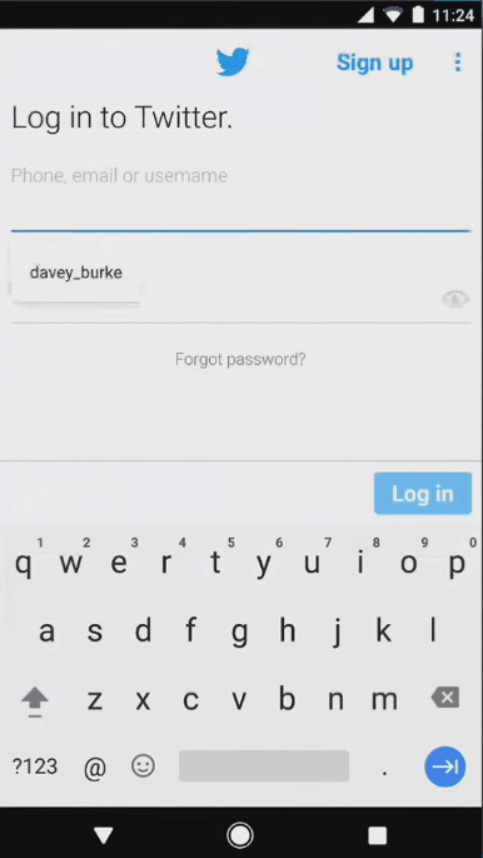 11:24
Sign up
Log in to Twitter.
Phone, email or username
davey_burke
Forgot password?
Log in
1 2 3 4 5 6 7 8 9 0
q w e r t y u i o p
a s d f g h j k l
z x c v b n m
?123 @ .